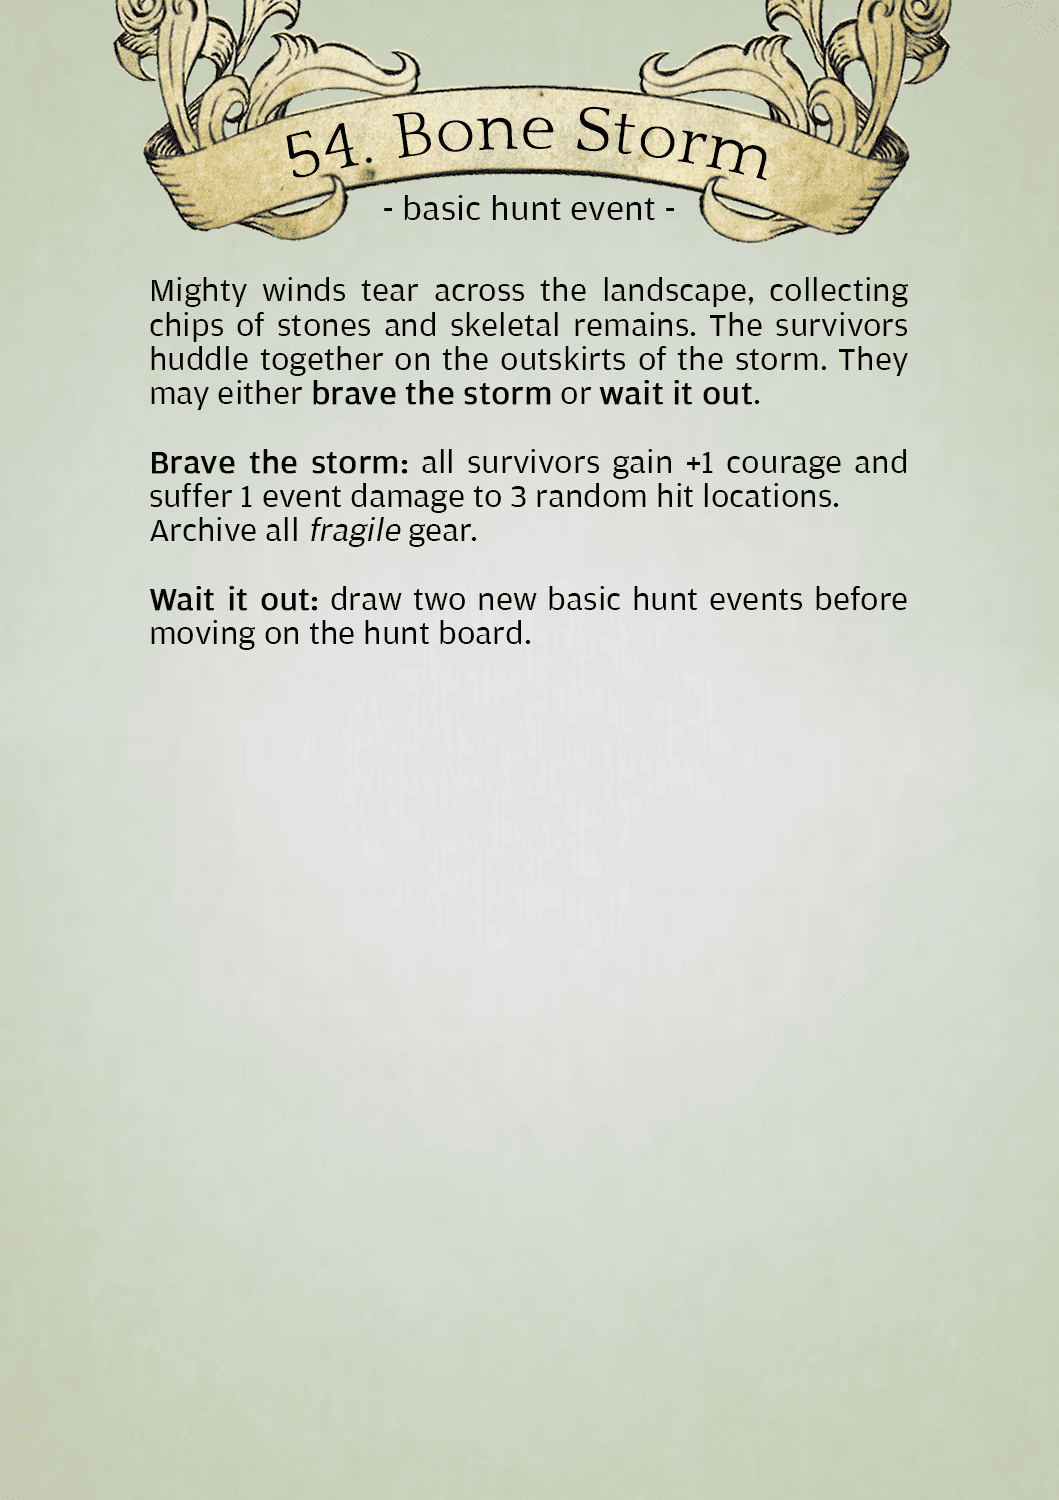 54. Bone Storm
- basic hunt event -
Mighty winds tear across the landscape, collecting
chips of stones and skeletal remains. The survivors
huddle together on the outskirts of the storm. They
may either brave the storm or wait it out.
Brave the storm: all survivors gain +1 courage and
suffer 1 event damage to 3 random hit locations.
Archive all fragile gear.
Wait it out: draw two new basic hunt events before
moving on the hunt board.